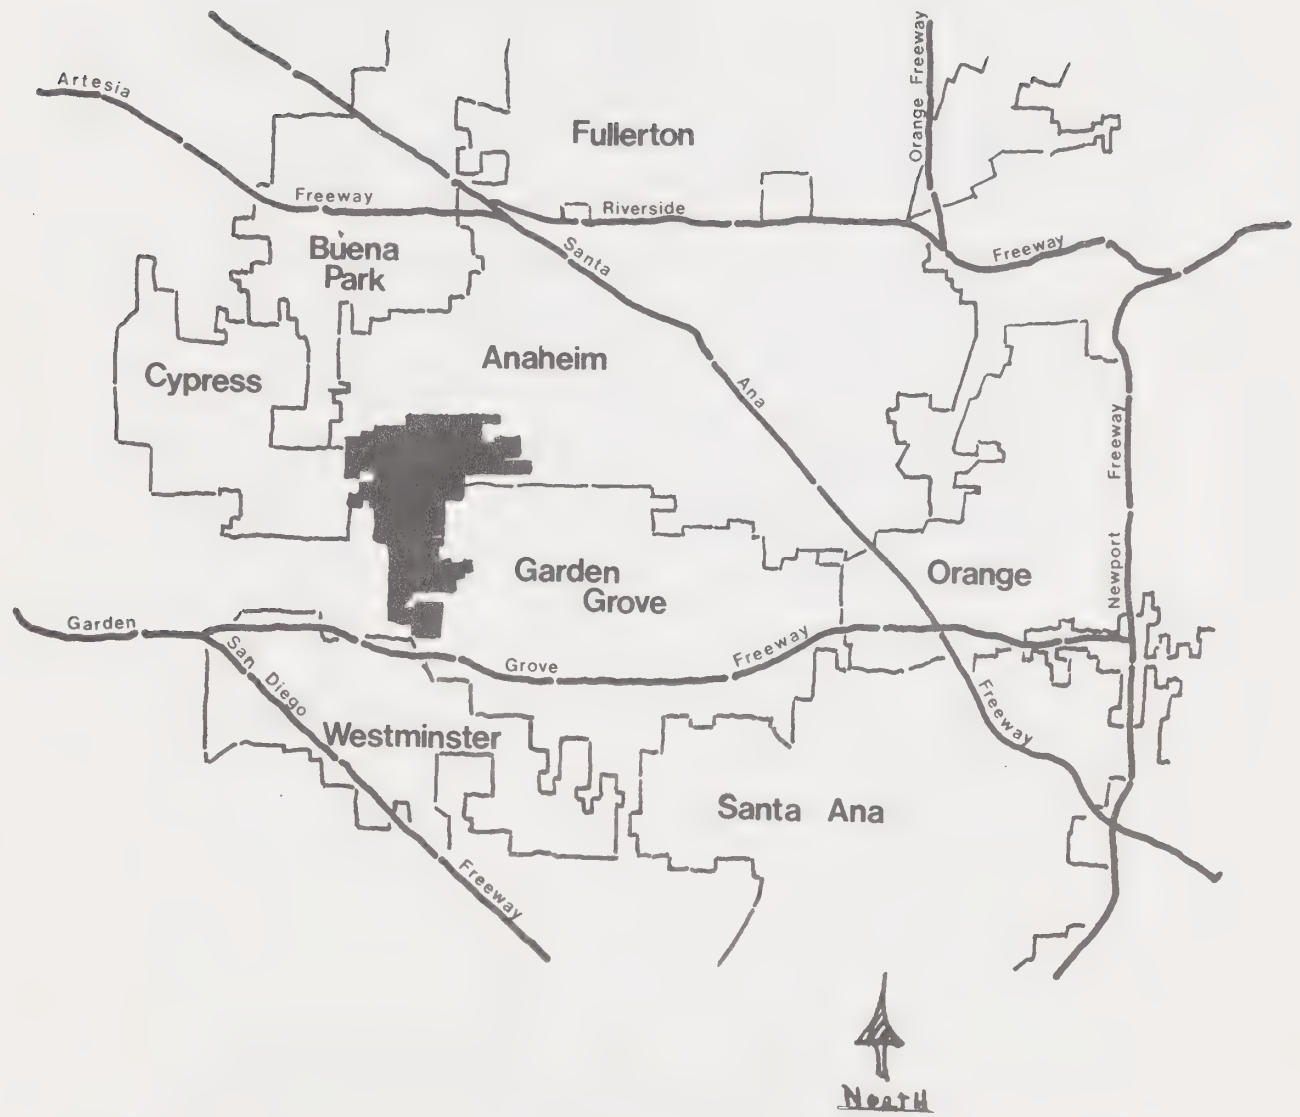 Artesia
Freeway
Orange Freeway
Fullerton
Riverside
Freeway
Buena
Park
Santa
Ana
Freeway
Cypress
Anaheim
Newport Freeway
Garden
Grove
Orange
Garden
Grove
Freeway
San
Diego
Freeway
Westminster
Santa Ana
North